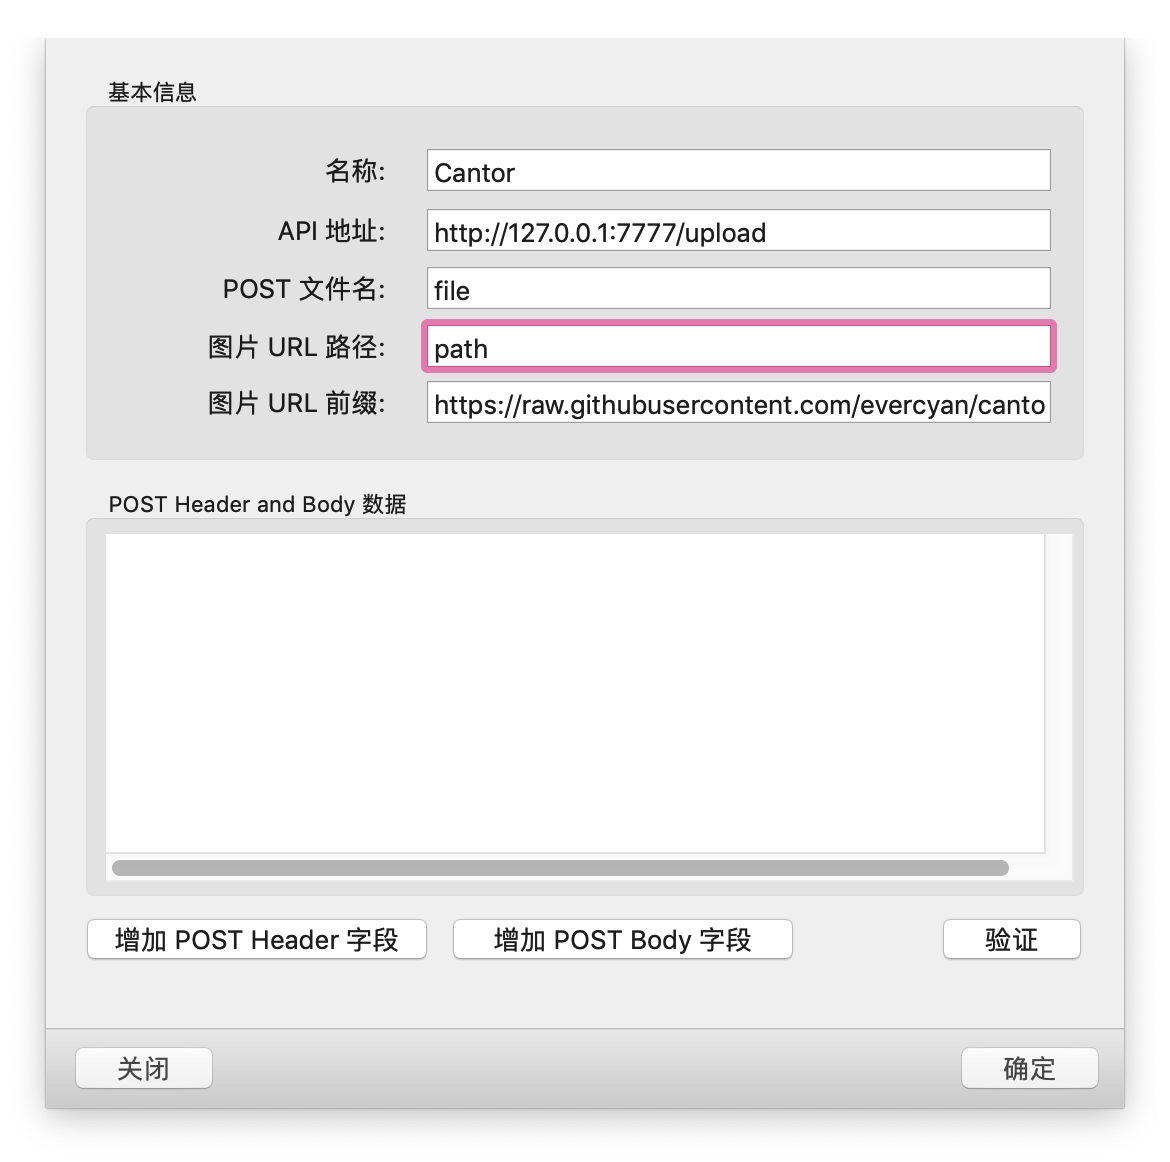 基本信息
名称: Cantor
API 地址: http://127.0.0.1:7777/upload
POST 文件名: file
图片 URL 路径: path
图片 URL 前缀: https://raw.githubusercontent.com/evercyan/canto
POST Header and Body 数据
增加 POST Header 字段 增加 POST Body 字段 验证
关闭 确定